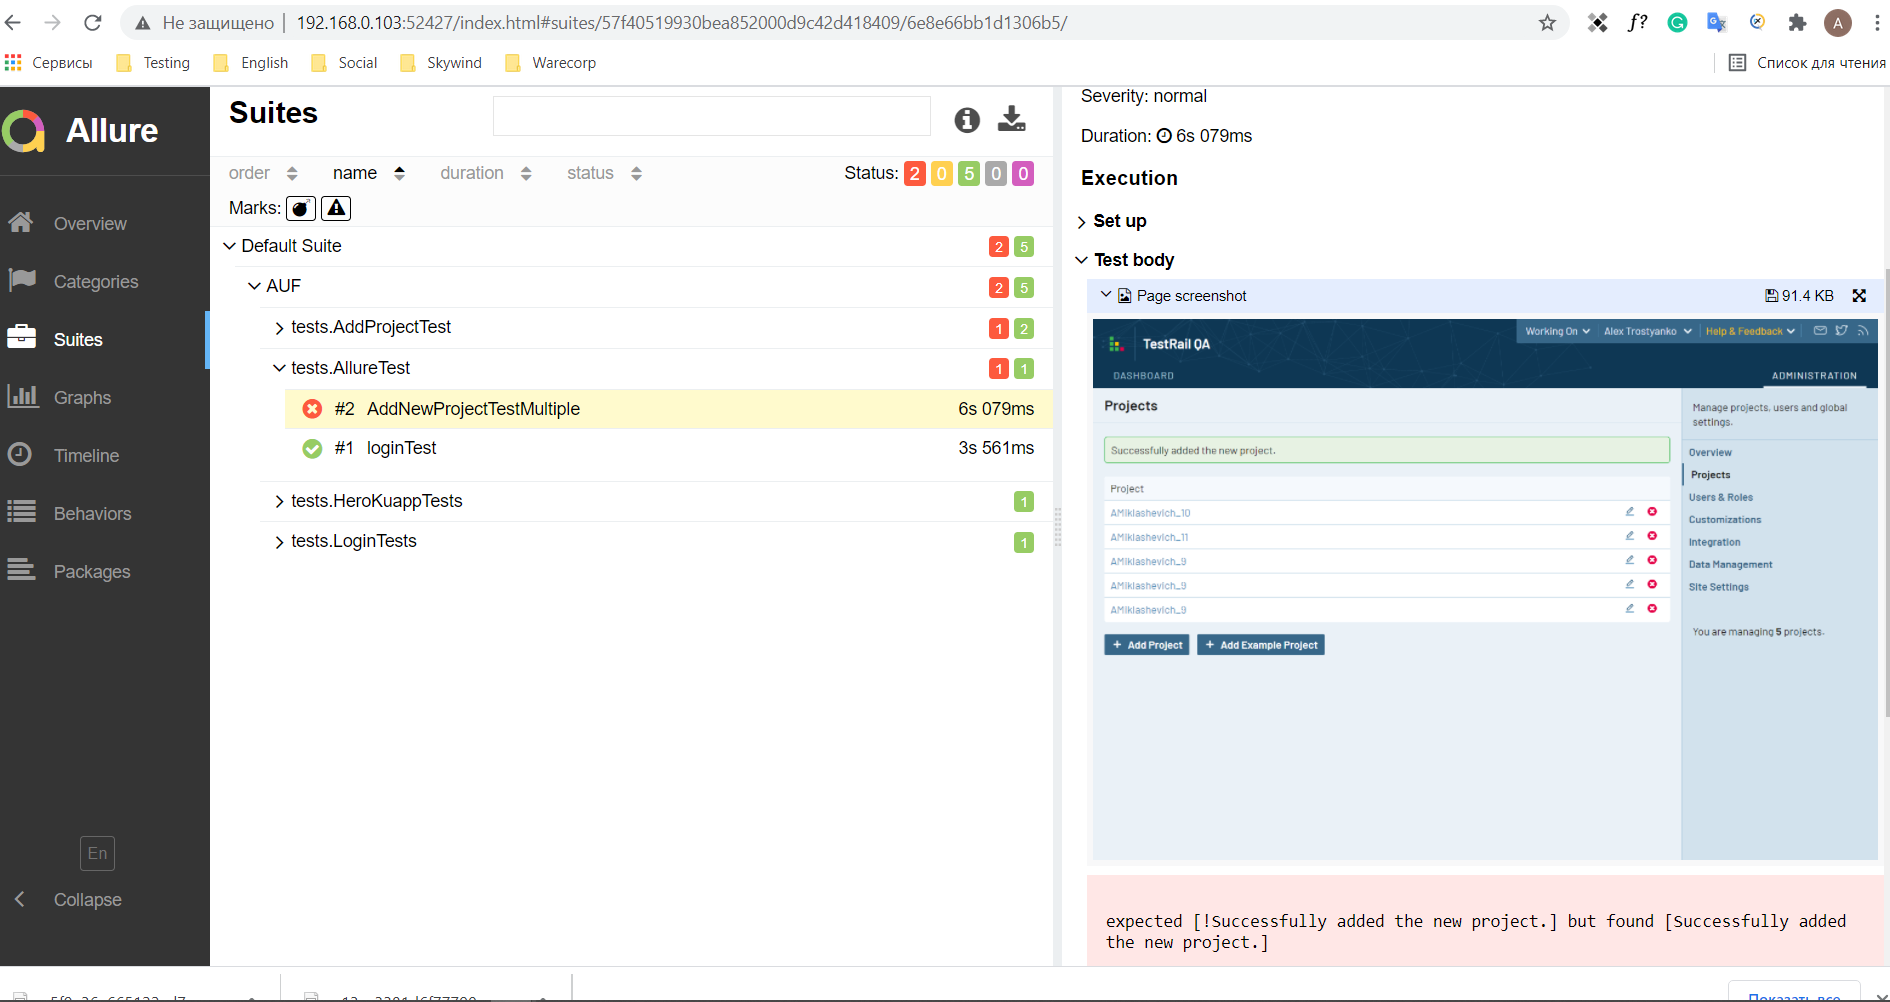 Не защищено | 192.168.0.103:52427/index.html#suites/57f40519930bea852000d9c42d418409/6e8e66bb1d1306b5/
f?
A
Сервисы Testing English Social Skywind Warecorp Список для чтения
Allure
Overview
Categories
Suites
Graphs
Timeline
Behaviors
Packages
En
Collapse
Suites
order name duration status Status: 2 0 5 0 0
Marks:
Default Suite 2 5
AUF 2 5
tests.AddProjectTest 1 2
tests.AllureTest 1 1
#2 AddNewProjectTestMultiple 6s 079ms
#1 loginTest 3s 561ms
tests.HeroKuappTests 1
tests.LoginTests 1
Severity: normal
Duration: 6s 079ms
Execution
Set up
Test body
Page screenshot 91.4 KB
Working On Alex Trostyanko Help & Feedback
TestRail QA
DASHBOARD ADMINISTRATION
Projects
Successfully added the new project.
Project
AMiklashevich_10
AMiklashevich_11
AMiklashevich_9
AMiklashevich_9
AMiklashevich_9
+ Add Project + Add Example Project
Manage projects, users and global
settings.
Overview
Projects
Users & Roles
Customizations
Integration
Data Management
Site Settings
You are managing 5 projects.
expected [!Successfully added the new project.] but found [Successfully added
the new project.]
Показать все